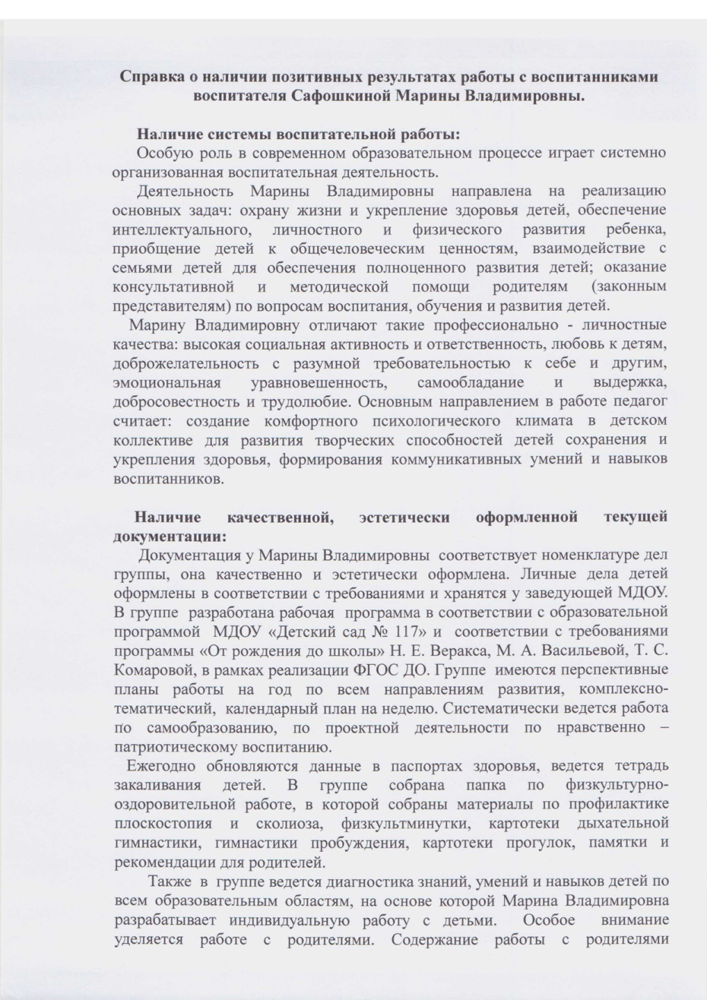 Справка о наличии позитивных результатах работы с воспитанниками
воспитателя Сафошкиной Марины Владимировны.
Наличие системы воспитательной работы:
Особую роль в современном образовательном процессе играет системно
организованная воспитательная деятельность.
Деятельность Марины Владимировны направлена на реализацию
основных задач: охрану жизни и укрепление здоровья детей, обеспечение
интеллектуального, личностного и физического развития ребенка,
приобщение детей к общечеловеческим ценностям, взаимодействие с
семьями детей для обеспечения полноценного развития детей; оказание
консультативной и методической помощи родителям (законным
представителям) по вопросам воспитания, обучения и развития детей.
Марину Владимировну отличают такие профессионально - личностные
качества: высокая социальная активность и ответственность, любовь к детям,
доброжелательность с разумной требовательностью к себе и другим,
эмоциональная уравновешенность, самообладание и выдержка,
добросовестность и трудолюбие. Основным направлением в работе педагог
считает: создание комфортного психологического климата в детском
коллективе для развития творческих способностей детей сохранения и
укрепления здоровья, формирования коммуникативных умений и навыков
воспитанников.
Наличие качественной, эстетически оформленной текущей
документации:
Документация у Марины Владимировны соответствует номенклатуре дел
группы, она качественно и эстетически оформлена. Личные дела детей
оформлены в соответствии с требованиями и хранятся у заведующей МДОУ.
В группе разработана рабочая программа в соответствии с образовательной
программой МДОУ «Детский сад № 117» и соответствии с требованиями
программы «От рождения до школы» Н. Е. Веракса, М. А. Васильевой, Т. С.
Комаровой, в рамках реализации ФГОС ДО. Группе имеются перспективные
планы работы на год по всем направлениям развития, комплексно-
тематический, календарный план на неделю. Систематически ведется работа
по самообразованию, по проектной деятельности по нравственно –
патриотическому воспитанию.
Ежегодно обновляются данные в паспортах здоровья, ведется тетрадь
закаливания детей. В группе собрана папка по физкультурно-
оздоровительной работе, в которой собраны материалы по профилактике
плоскостопия и сколиоза, физкультминутки, картотеки дыхательной
гимнастики, гимнастики пробуждения, картотеки прогулок, памятки и
рекомендации для родителей.
Также в группе ведется диагностика знаний, умений и навыков детей по
всем образовательным областям, на основе которой Марина Владимировна
разрабатывает индивидуальную работу с детьми. Особое внимание
уделяется работе с родителями. Содержание работы с родителями